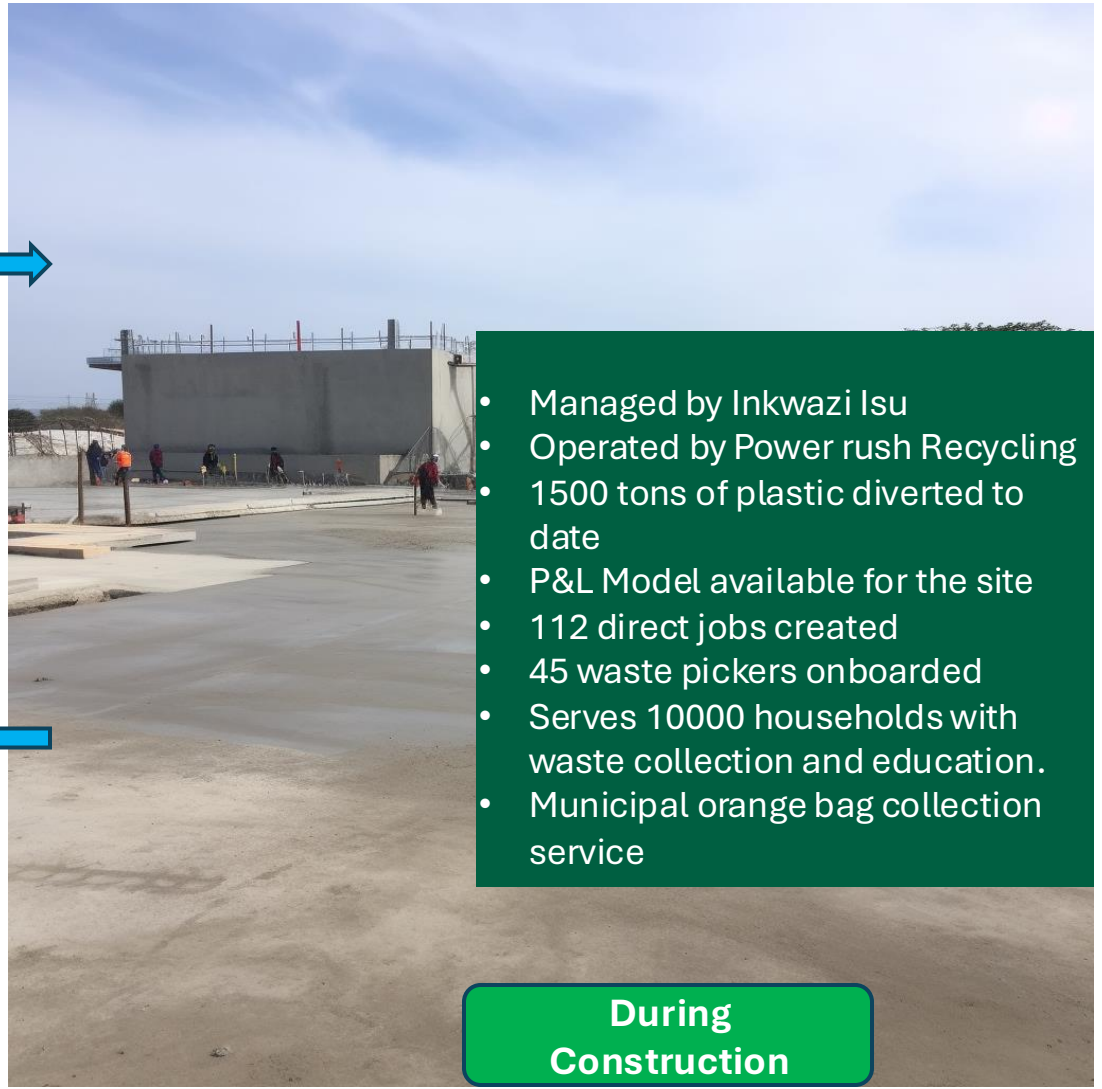 • Managed by Inkwazi Isu
• Operated by Power rush Recycling
• 1500 tons of plastic diverted to
date
• P&L Model available for the site
• 112 direct jobs created
• 45 waste pickers onboarded
• Serves 10000 households with
waste collection and education.
• Municipal orange bag collection
service
During
Construction